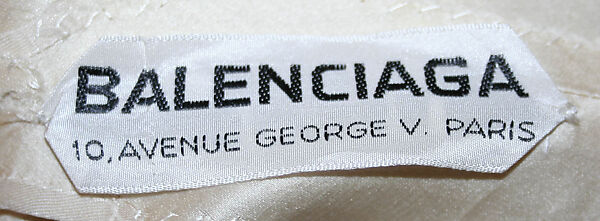 BALENCIAGA
10, AVENUE GEORGE V. PARIS